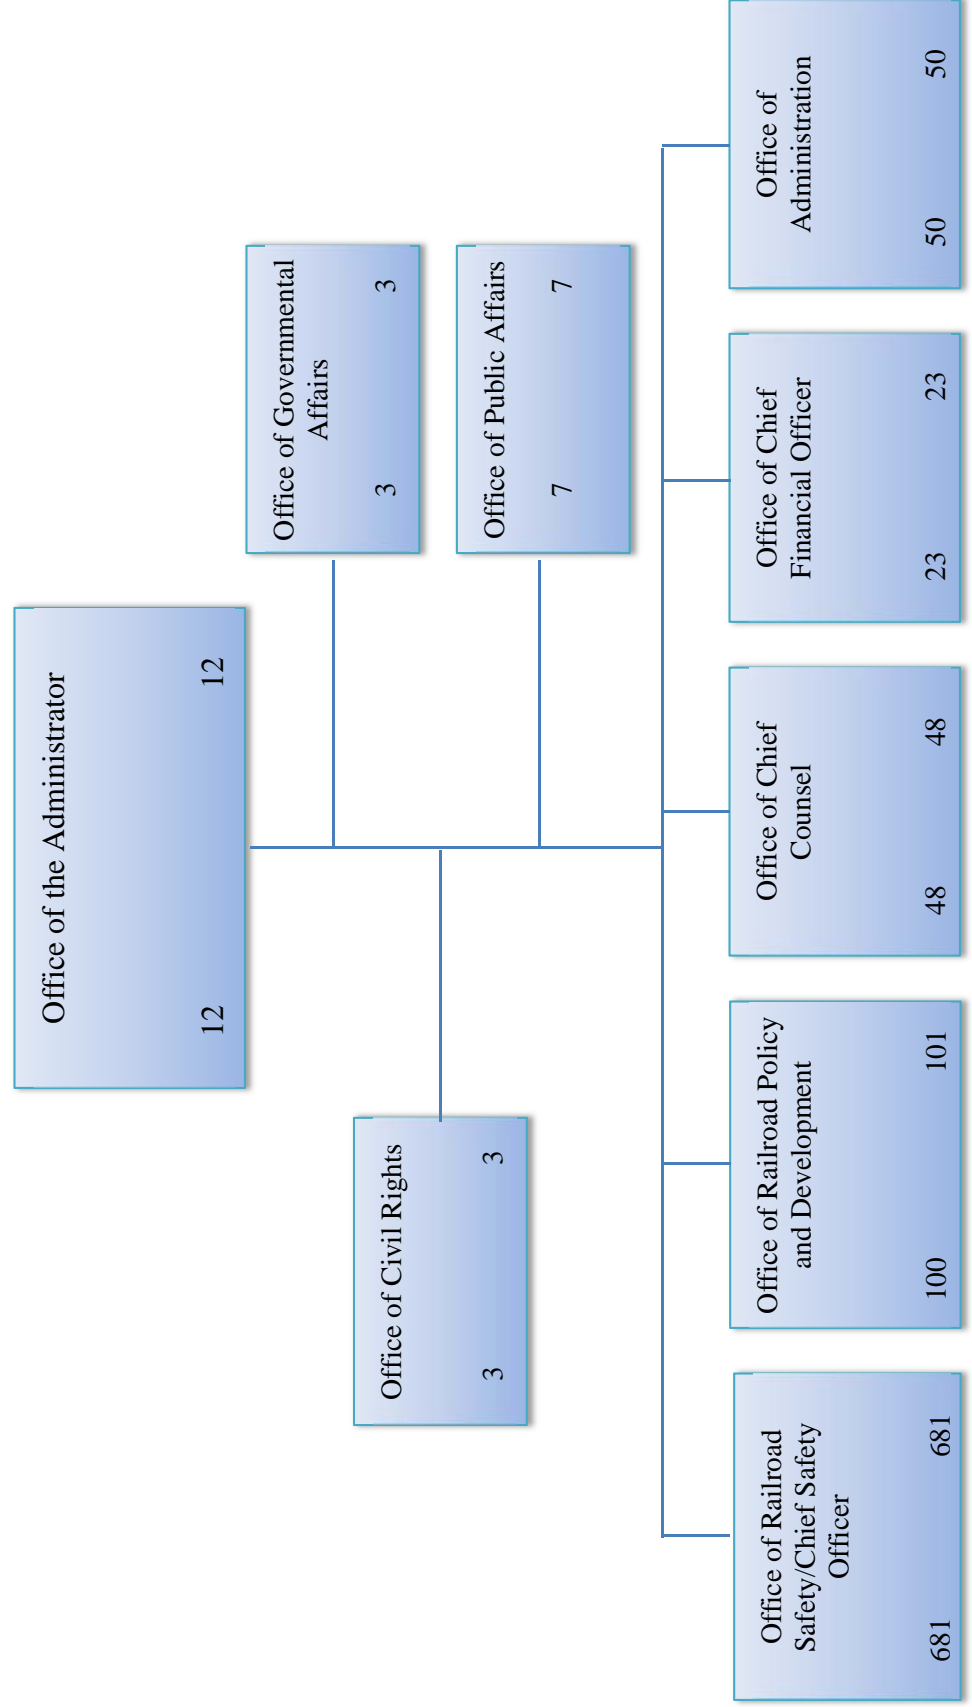 Office of the Administrator
12 12
Office of Governmental
Affairs
3 3
Office of Civil Rights
3 3
Office of Public Affairs
7 7
Office of Railroad
Safety/Chief Safety
Officer
681 681
Office of Railroad Policy
and Development
100 101
Office of Chief
Counsel
48 48
Office of Chief
Financial Officer
23 23
Office of
Administration
50 50